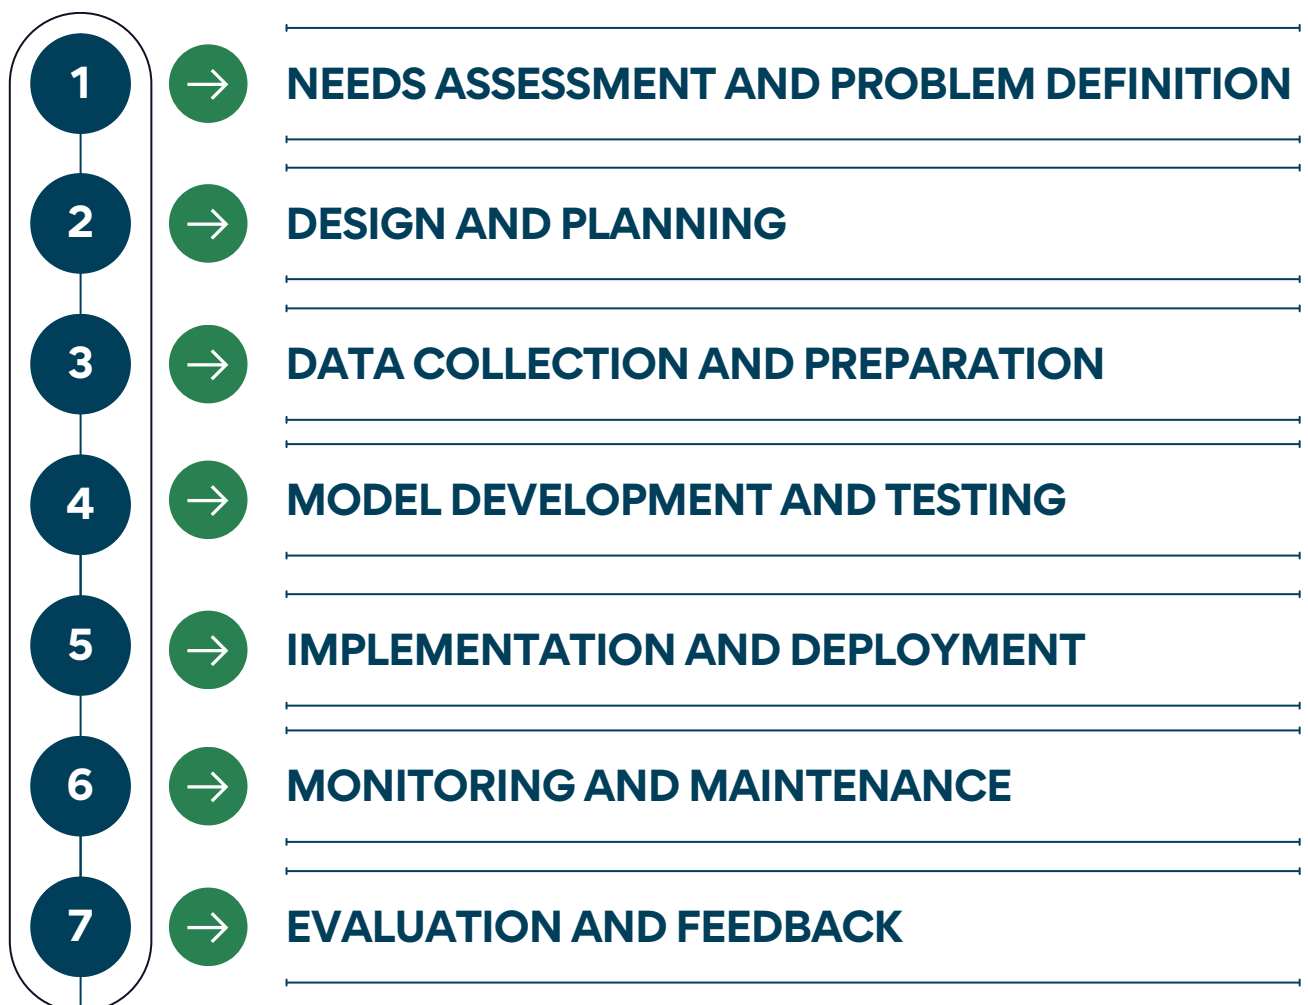 1 NEEDS ASSESSMENT AND PROBLEM DEFINITION
2 DESIGN AND PLANNING
3 DATA COLLECTION AND PREPARATION
4 MODEL DEVELOPMENT AND TESTING
5 IMPLEMENTATION AND DEPLOYMENT
6 MONITORING AND MAINTENANCE
7 EVALUATION AND FEEDBACK